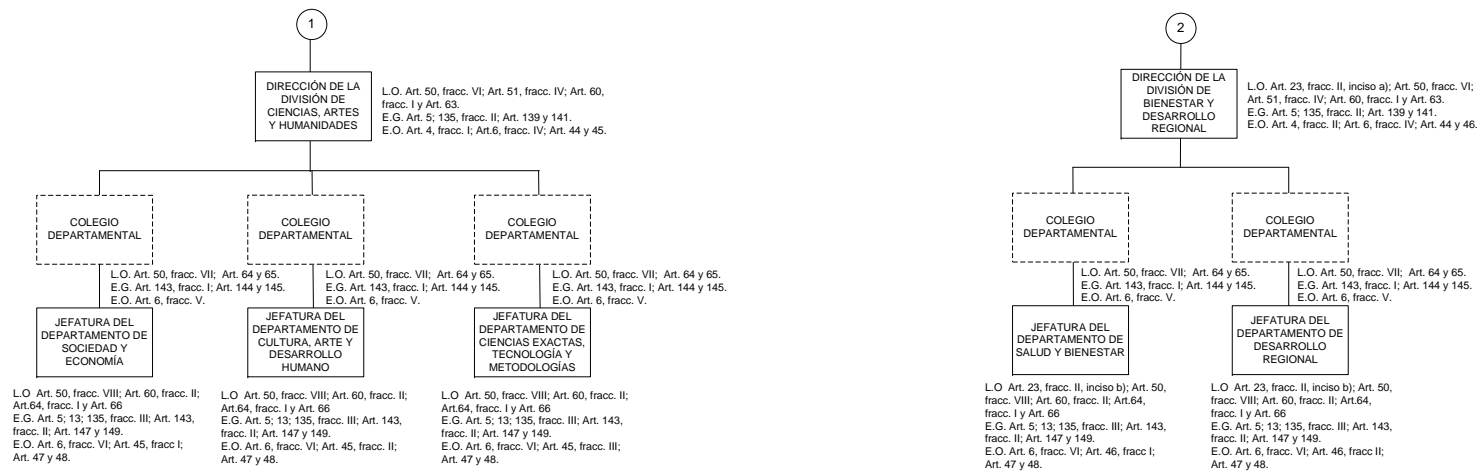 1
DIRECCIÓN DE LA
DIVISIÓN DE
CIENCIAS, ARTES
Y HUMANIDADES
L.O. Art. 50, fracc. VI; Art. 51, fracc. IV; Art. 60,
fracc. I y Art. 63.
E.G. Art. 5; 135, fracc. II; Art. 139 y 141.
E.O. Art. 4, fracc. I; Art.6, fracc. IV; Art. 44 y 45.
COLEGIO
DEPARTAMENTAL
L.O. Art. 50, fracc. VII; Art. 64 y 65.
E.G. Art. 143, fracc. I; Art. 144 y 145.
E.O. Art. 6, fracc. V.
JEFATURA DEL
DEPARTAMENTO DE
SOCIEDAD Y
ECONOMÍA
L.O Art. 50, fracc. VIII; Art. 60, fracc. II;
Art.64, fracc. I y Art. 66
E.G. Art. 5; 13; 135, fracc. III; Art. 143,
fracc. II; Art. 147 y 149.
E.O. Art. 6, fracc. VI; Art. 45, fracc I;
Art. 47 y 48.
COLEGIO
DEPARTAMENTAL
L.O. Art. 50, fracc. VII; Art. 64 y 65.
E.G. Art. 143, fracc. I; Art. 144 y 145.
E.O. Art. 6, fracc. V.
JEFATURA DEL
DEPARTAMENTO DE
CULTURA, ARTE Y
DESARROLLO
HUMANO
L.O Art. 50, fracc. VIII; Art. 60, fracc. II;
Art.64, fracc. I y Art. 66
E.G. Art. 5; 13; 135, fracc. III; Art. 143,
fracc. II; Art. 147 y 149.
E.O. Art. 6, fracc. VI; Art. 45, fracc. II;
Art. 47 y 48.
COLEGIO
DEPARTAMENTAL
L.O. Art. 50, fracc. VII; Art. 64 y 65.
E.G. Art. 143, fracc. I; Art. 144 y 145.
E.O. Art. 6, fracc. V.
JEFATURA DEL
DEPARTAMENTO DE
CIENCIAS EXACTAS,
TECNOLOGÍA Y
METODOLOGÍAS
L.O Art. 50, fracc. VIII; Art. 60, fracc. II;
Art.64, fracc. I y Art. 66
E.G. Art. 5; 13; 135, fracc. III; Art. 143,
fracc. II; Art. 147 y 149.
E.O. Art. 6, fracc. VI; Art. 45, fracc. III;
Art. 47 y 48.
2
DIRECCIÓN DE LA
DIVISIÓN DE
BIENESTAR Y
DESARROLLO
REGIONAL
L.O. Art. 23, fracc. II, inciso a); Art. 50, fracc. VI;
Art. 51, fracc. IV; Art. 60, fracc. I y Art. 63.
E.G. Art. 5; 135, fracc. II; Art. 139 y 141.
E.O. Art. 4, fracc. II; Art. 6, fracc. IV; Art. 44 y 46.
COLEGIO
DEPARTAMENTAL
L.O. Art. 50, fracc. VII; Art. 64 y 65.
E.G. Art. 143, fracc. I; Art. 144 y 145.
E.O. Art. 6, fracc. V.
JEFATURA DEL
DEPARTAMENTO DE
SALUD Y BIENESTAR
L.O Art. 23, fracc. II, inciso b); Art. 50,
fracc. VIII; Art. 60, fracc. II; Art.64,
fracc. I y Art. 66
E.G. Art. 5; 13; 135, fracc. III; Art. 143,
fracc. II; Art. 147 y 149.
E.O. Art. 6, fracc. VI; Art. 46, fracc I;
Art. 47 y 48.
COLEGIO
DEPARTAMENTAL
L.O. Art. 50, fracc. VII; Art. 64 y 65.
E.G. Art. 143, fracc. I; Art. 144 y 145.
E.O. Art. 6, fracc. V.
JEFATURA DEL
DEPARTAMENTO DE
DESARROLLO
REGIONAL
L.O Art. 23, fracc. II, inciso b); Art. 50,
fracc. VIII; Art. 60, fracc. II; Art.64,
fracc. I y Art. 66
E.G. Art. 5; 13; 135, fracc. III; Art. 143,
fracc. II; Art. 147 y 149.
E.O. Art. 6, fracc. VI; Art. 46, fracc II;
Art. 47 y 48.